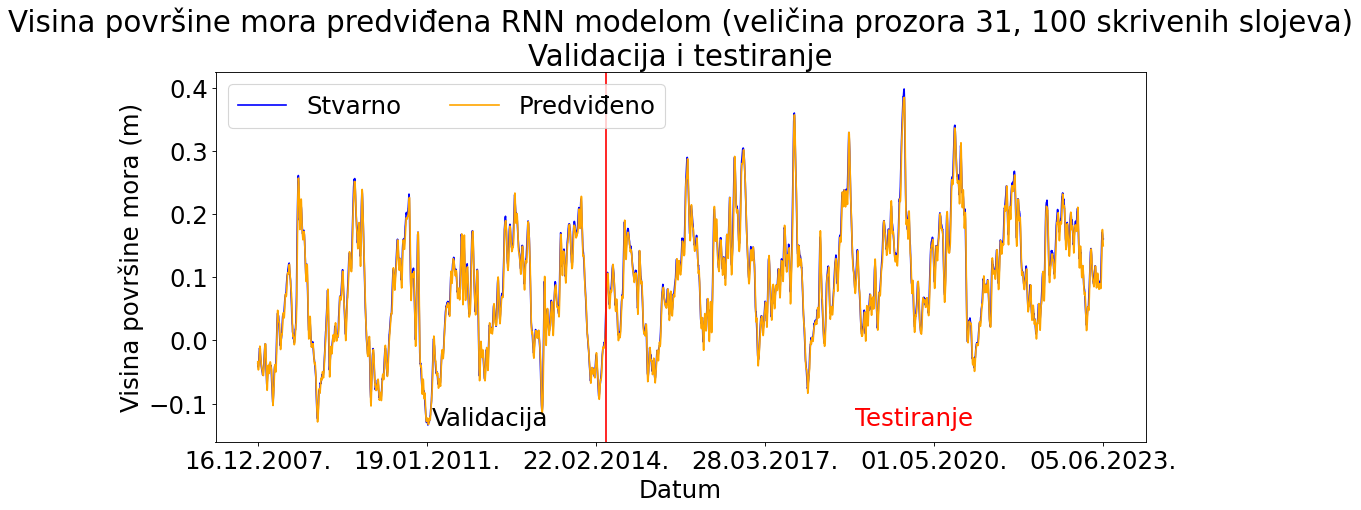 Visina površine mora predviđena RNN modelom (veličina prozora 31, 100 skrivenih slojeva)
Validacija i testiranje
Stvarno
Predviđeno
Visina površine mora (m)
0.4
0.3
0.2
0.1
0.0
−0.1
Validacija
Testiranje
16.12.2007.
19.01.2011.
22.02.2014.
28.03.2017.
01.05.2020.
05.06.2023.
Datum